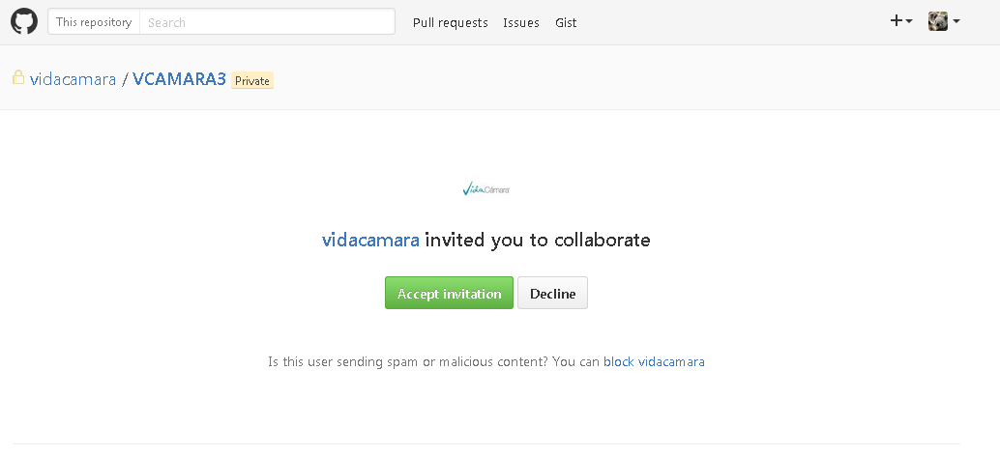 This repository Search Pull requests Issues Gist
vidacamara / VCAMARA3 Private
VidaCámara
vidacamara invited you to collaborate
Accept invitation Decline
Is this user sending spam or malicious content? You can block vidacamara